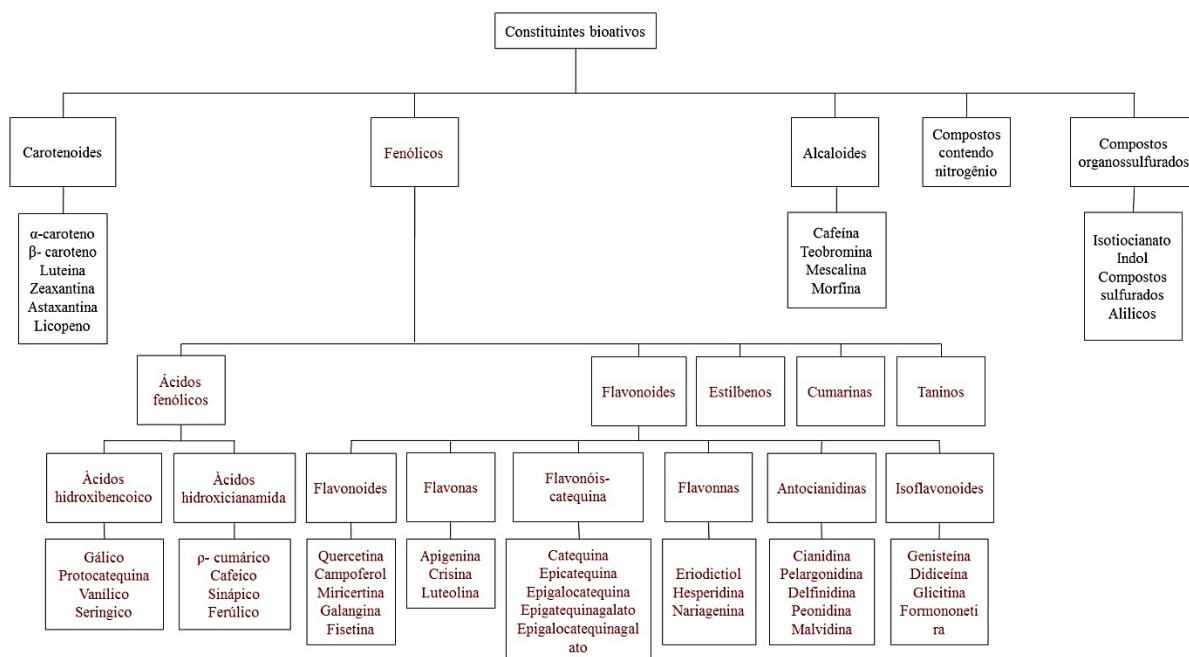 Constituintes bioativos
Carotenoides
Fenólicos
Alcaloides
Compostos
contendo
nitrogênio
Compostos
organossulfurados
α-caroteno
β- caroteno
Luteina
Zeaxantina
Astaxantina
Licopeno
Cafeína
Teobromina
Mescalina
Morfina
Isotiocianato
Indol
Compostos
sulfurados
Alilicos
Ácidos
fenólicos
Flavonoides
Estilbenos
Cumarinas
Taninos
Àcidos
hidroxibencoico
Ácidos
hidroxicianamida
Flavonoides
Flavonas
Flavonóis-
catequina
Flavonnas
Antocianidinas
Isoflavonoides
Gálico
Protocatequina
Vanílico
Seríngico
ρ- cumárico
Cafeico
Sinápico
Ferúlico
Quercetina
Campoferol
Miricertina
Galangina
Fisetina
Apigenina
Crisina
Luteolina
Catequina
Epicatequina
Epigalocatequina
Epigatequinagalato
Epigalocatequinagal
ato
Eriodictiol
Hesperidina
Nariagenina
Cianidina
Pelargonidina
Delfinidina
Peonidina
Malvidina
Genisteína
Didiceína
Glicitina
Formononeti
ra